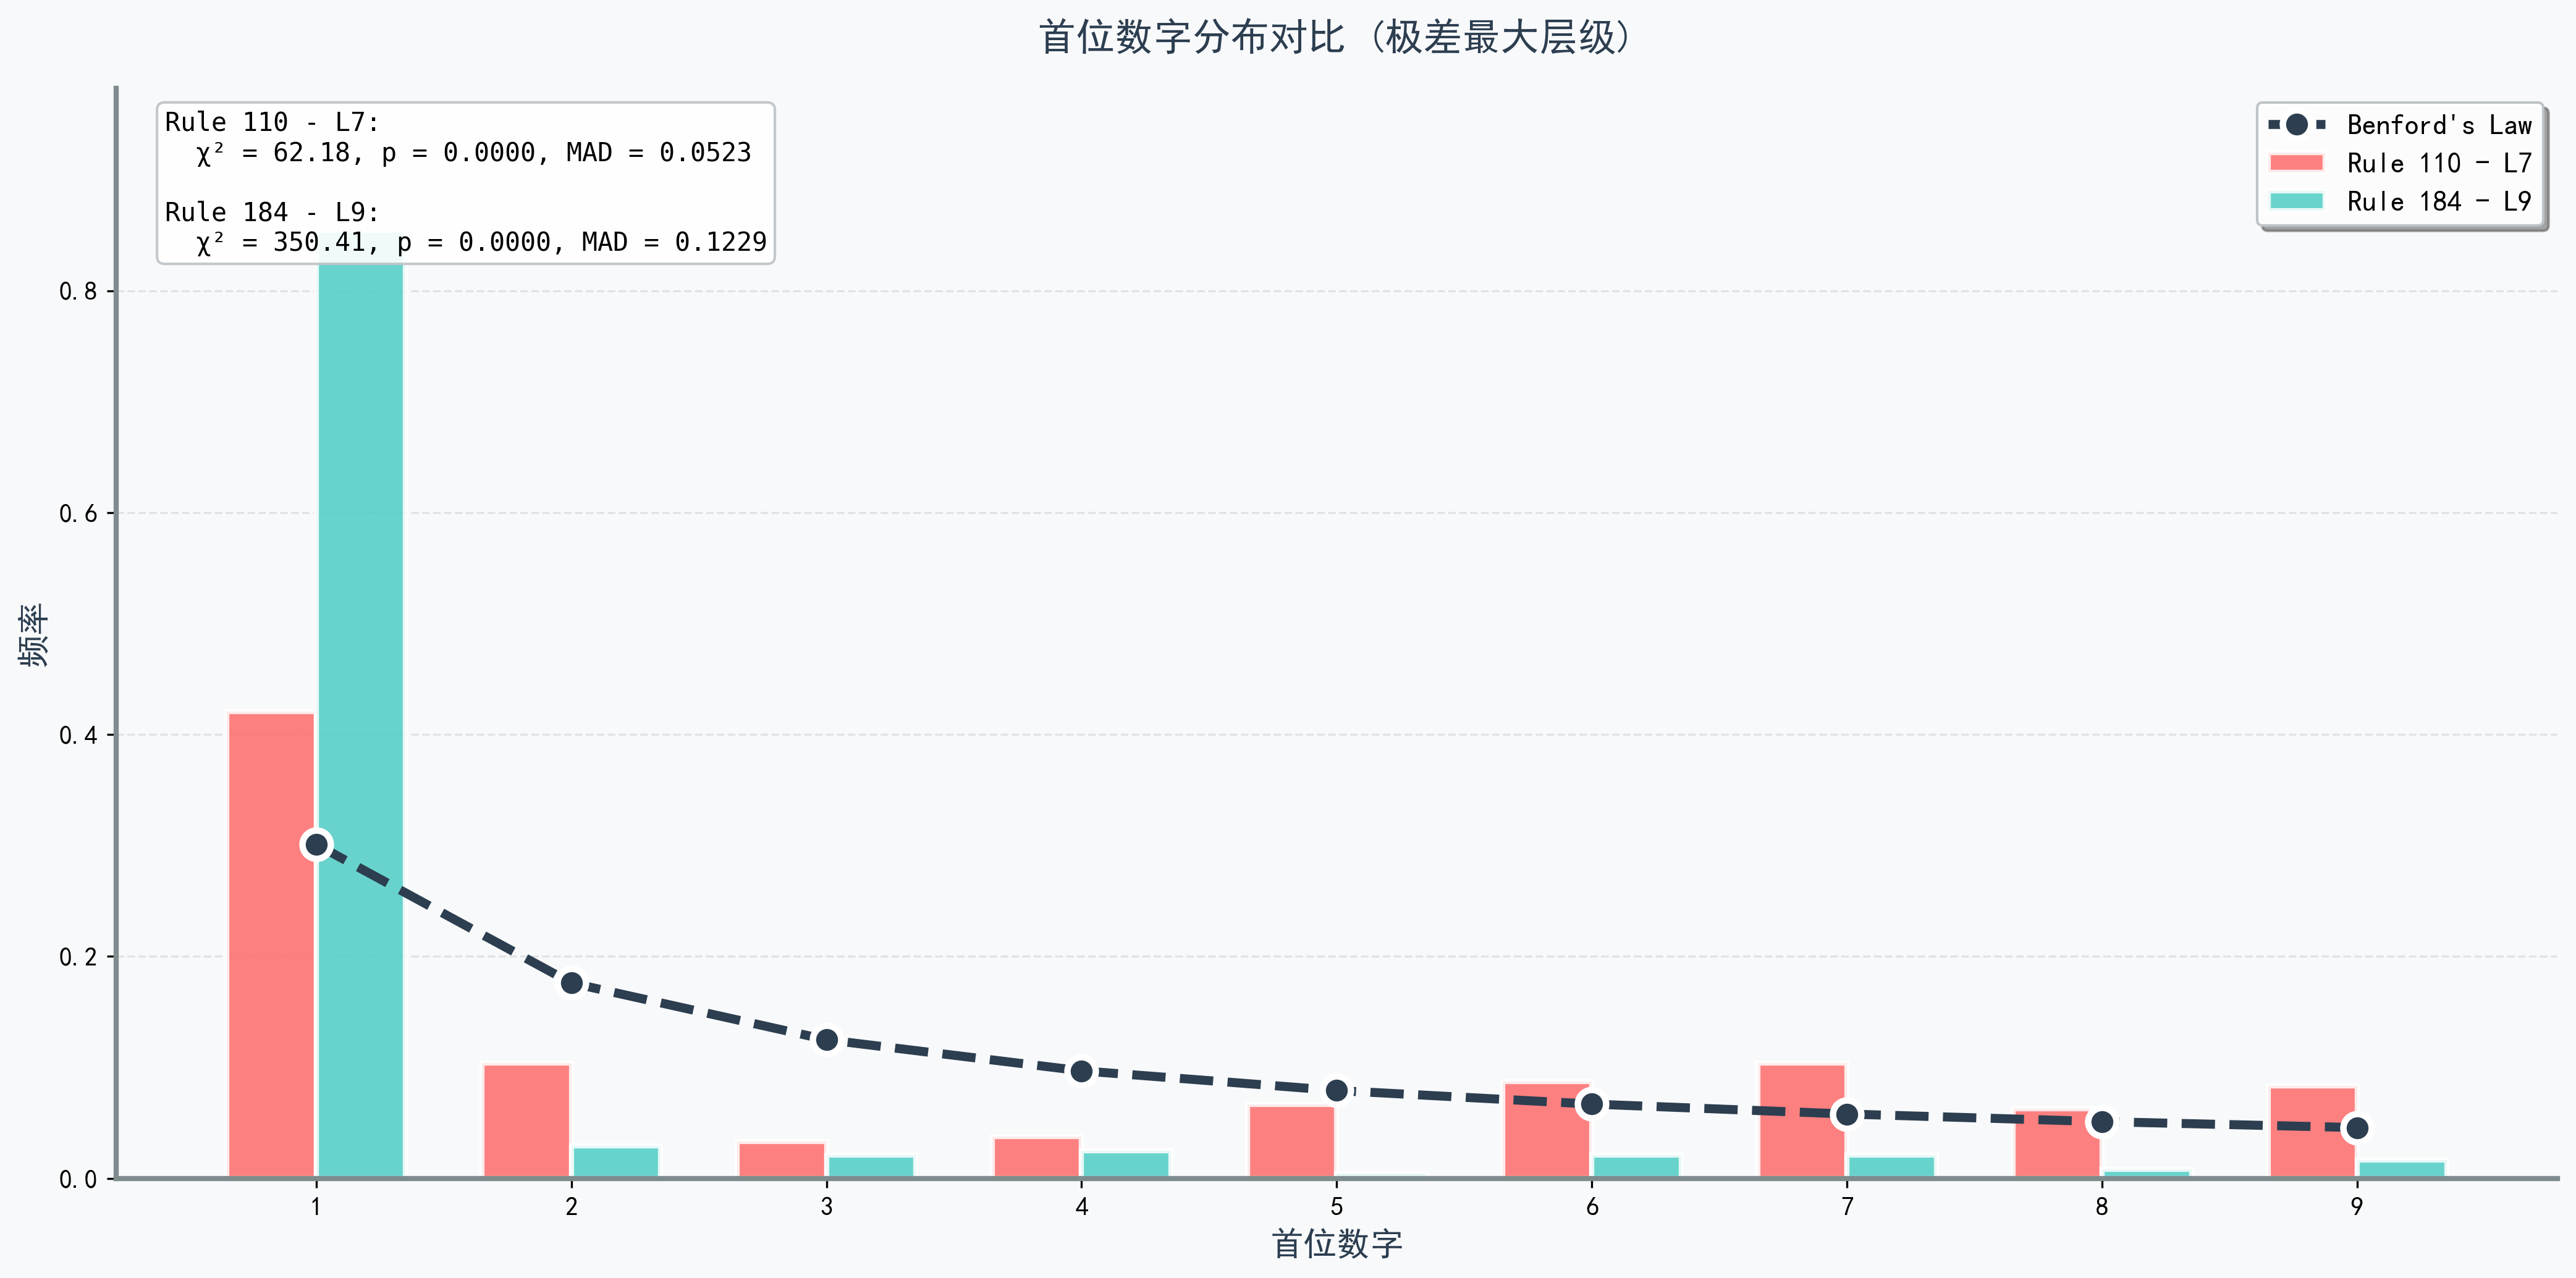 首位数字分布对比 (极差最大层级)
Rule 110 - L7:
χ² = 62.18, p = 0.0000, MAD = 0.0523
Rule 184 - L9:
χ² = 350.41, p = 0.0000, MAD = 0.1229
Benford's Law
Rule 110 - L7
Rule 184 - L9
频率
0.8
0.6
0.4
0.2
0.0
1 2 3 4 5 6 7 8 9
首位数字